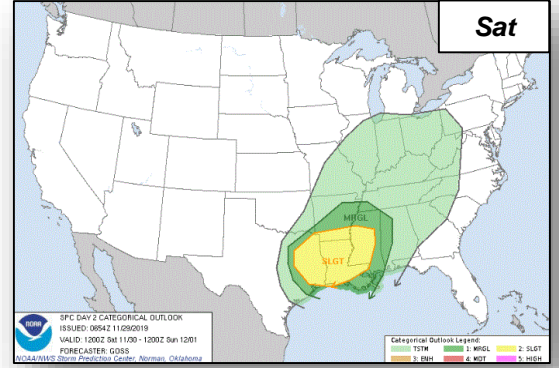 Sat
MRGL
SLGT
NOAA
SPC DAY 2 CATEGORICAL OUTLOOK
ISSUED: 0654Z 11/29/2019
VALID: 1200Z Sat 11/30 - 1200Z Sun 12/01
FORECASTER: GOSS
NOAA/NWS Storm Prediction Center, Norman, Oklahoma
Categorical Outlook Legend:
TSTM 1: MRGL 2: SLGT
3: ENH 4: MDT 5: HIGH